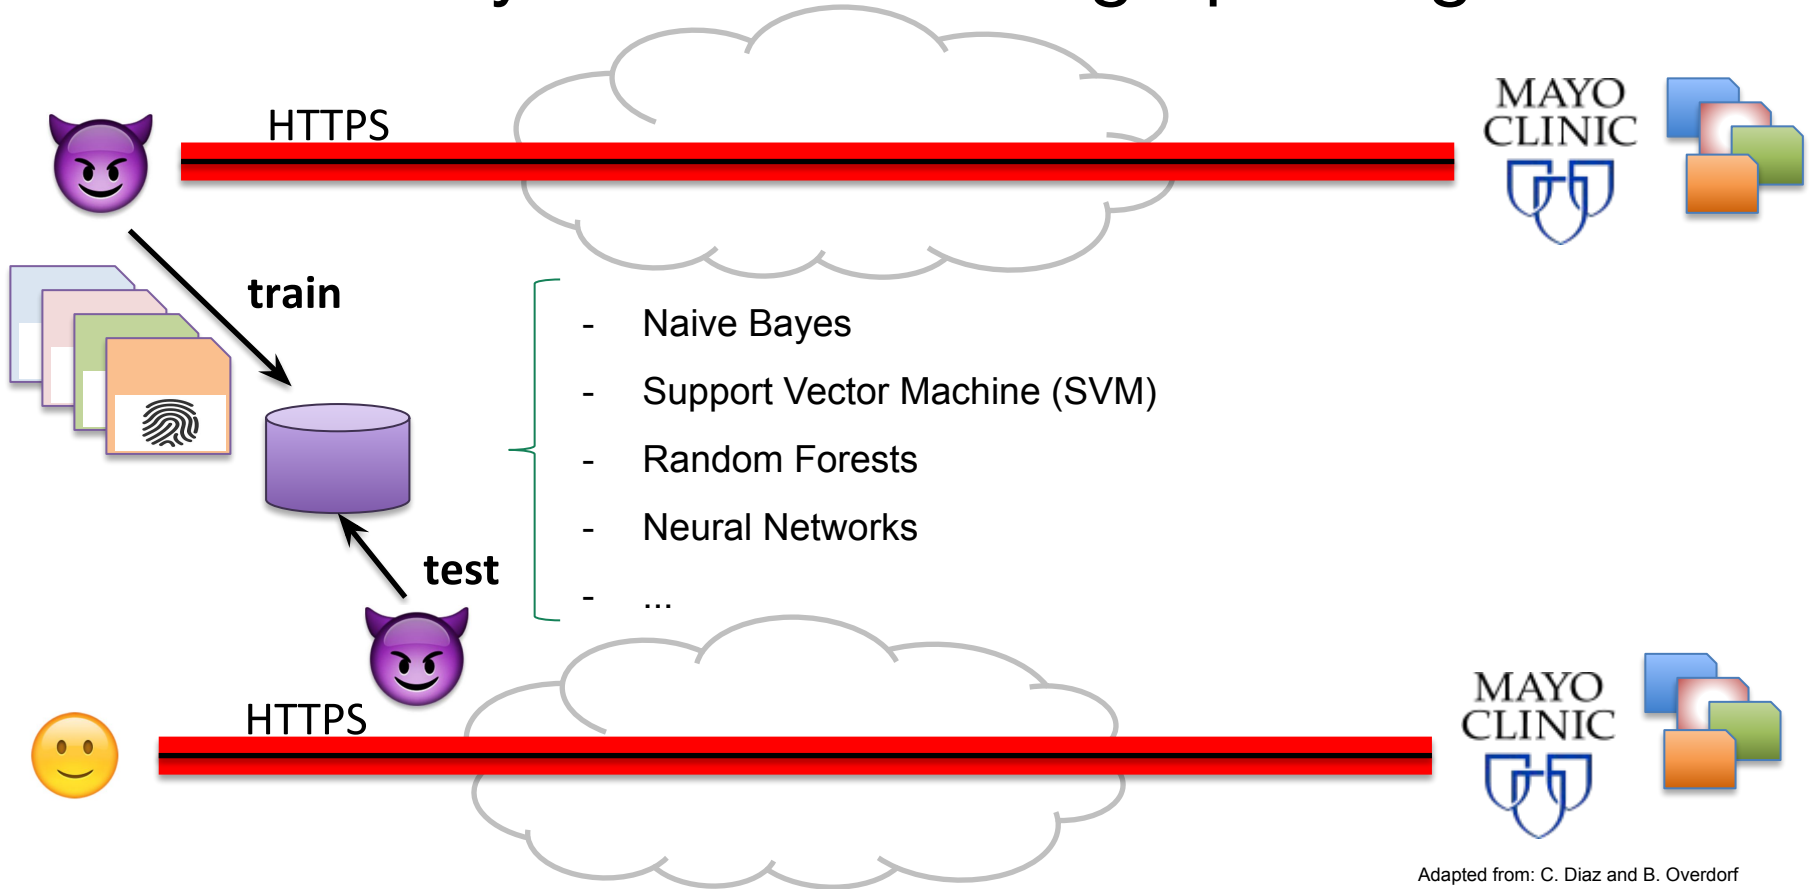 HTTPS
MAYO
CLINIC
train
- Naive Bayes
- Support Vector Machine (SVM)
- Random Forests
- Neural Networks
- ...
test
HTTPS
MAYO
CLINIC
Adapted from: C. Diaz and B. Overdorf